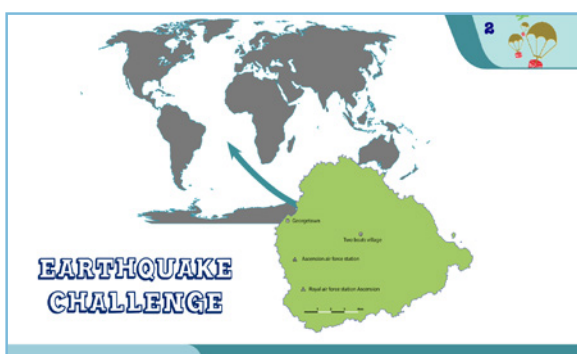 2
Georgetown
Two Boats village
Ascension air force station
Royal air force station Ascension
EARTHQUAKE
CHALLENGE